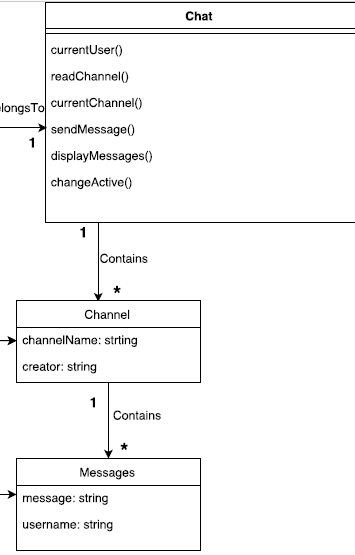 Chat
currentUser()
readChannel()
currentChannel()
elongsTo
sendMessage()
1
displayMessages()
changeActive()
1
Contains
*
Channel
channelName: strting
creator: string
1
Contains
*
Messages
message: string
username: string